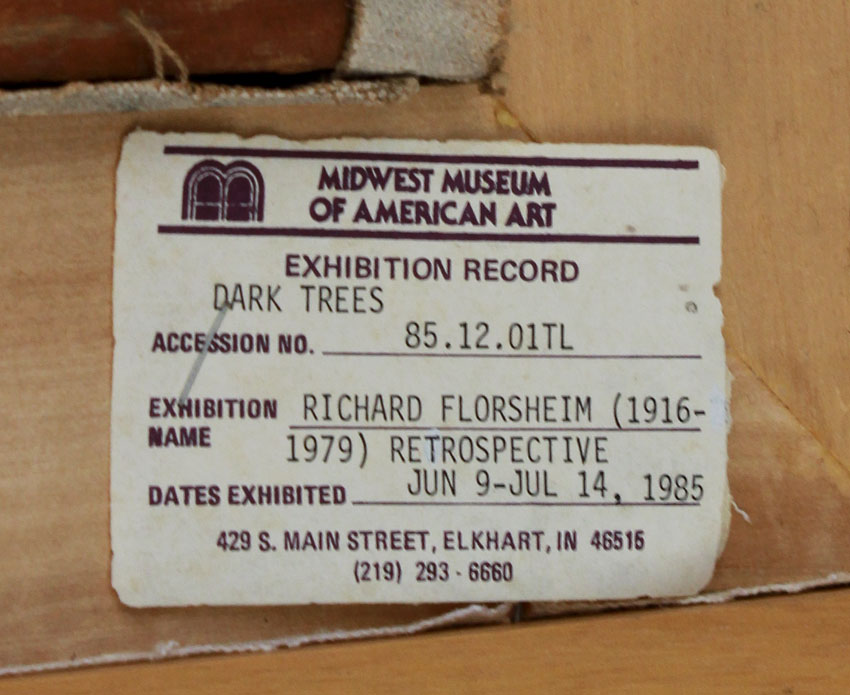 MIDWEST MUSEUM
OF AMERICAN ART
EXHIBITION RECORD
DARK TREES
ACCESSION NO. 85.12.01TL
EXHIBITION NAME RICHARD FLORSHEIM (1916-
1979) RETROSPECTIVE
DATES EXHIBITED JUN 9-JUL 14, 1985
429 S. MAIN STREET, ELKHART, IN 46515
(219) 293-6660